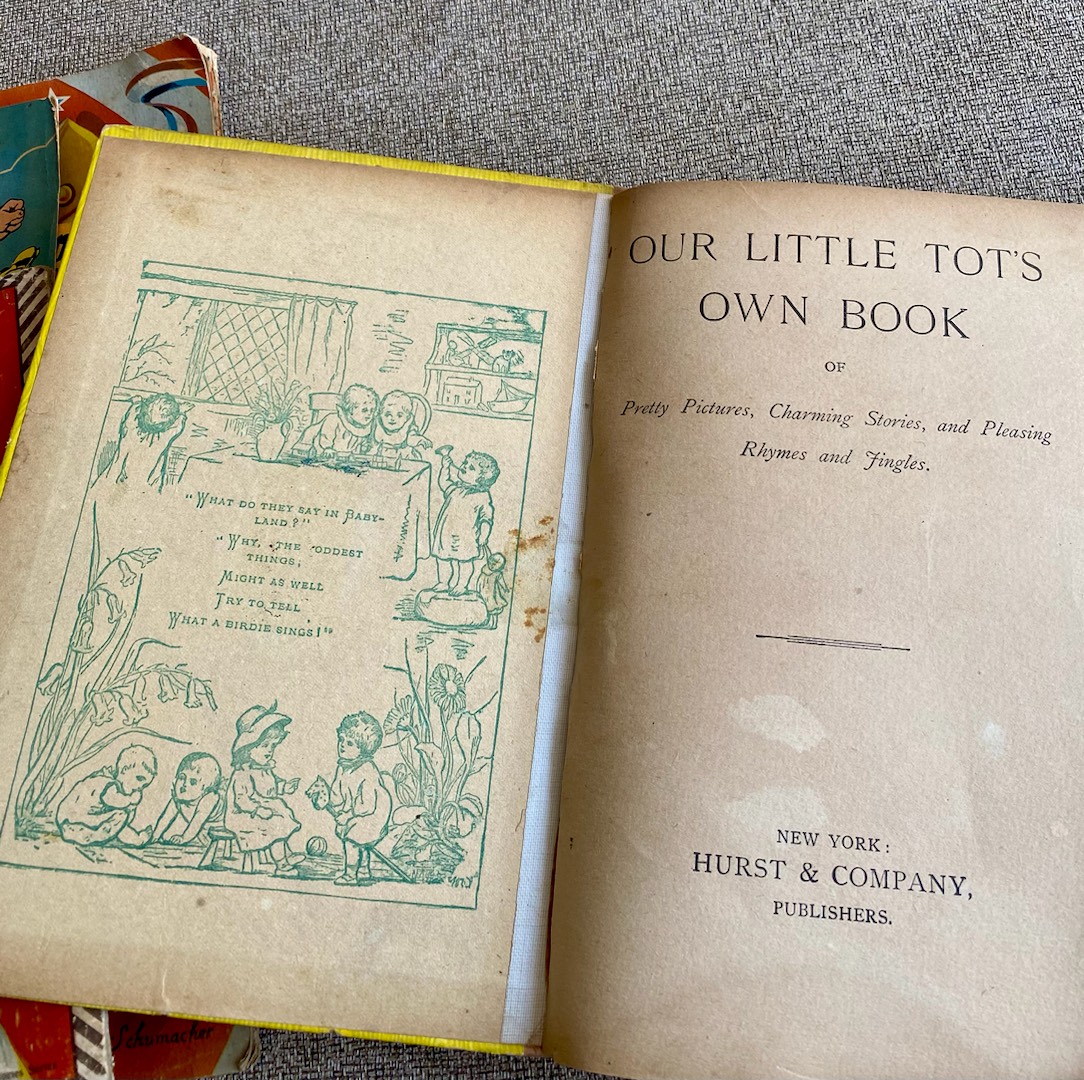 "What do they say in Baby-
land?"
"Why, the oddest
things;
Might as well
Try to tell
What a birdie sings!"
OUR LITTLE TOT'S
OWN BOOK
OF
Pretty Pictures, Charming Stories, and Pleasing
Rhymes and Jingles.
NEW YORK:
HURST & COMPANY,
PUBLISHERS.
Schumacher